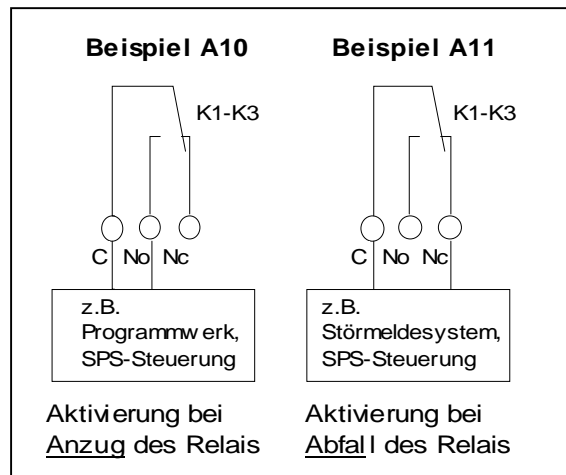 Beispiel A10
K1-K3
C No Nc
z.B.
Programmwerk,
SPS-Steuerung
Aktivierung bei
Anzug des Relais
Beispiel A11
K1-K3
C No Nc
z.B.
Störmeldesystem,
SPS-Steuerung
Aktivierung bei
Abfall des Relais